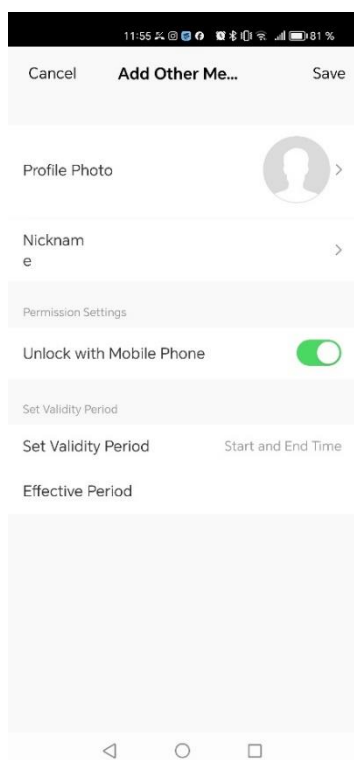 11:55 81 %
Cancel Add Other Me... Save
Profile Photo
Nicknam
e
Permission Settings
Unlock with Mobile Phone
Set Validity Period
Set Validity Period Start and End Time
Effective Period